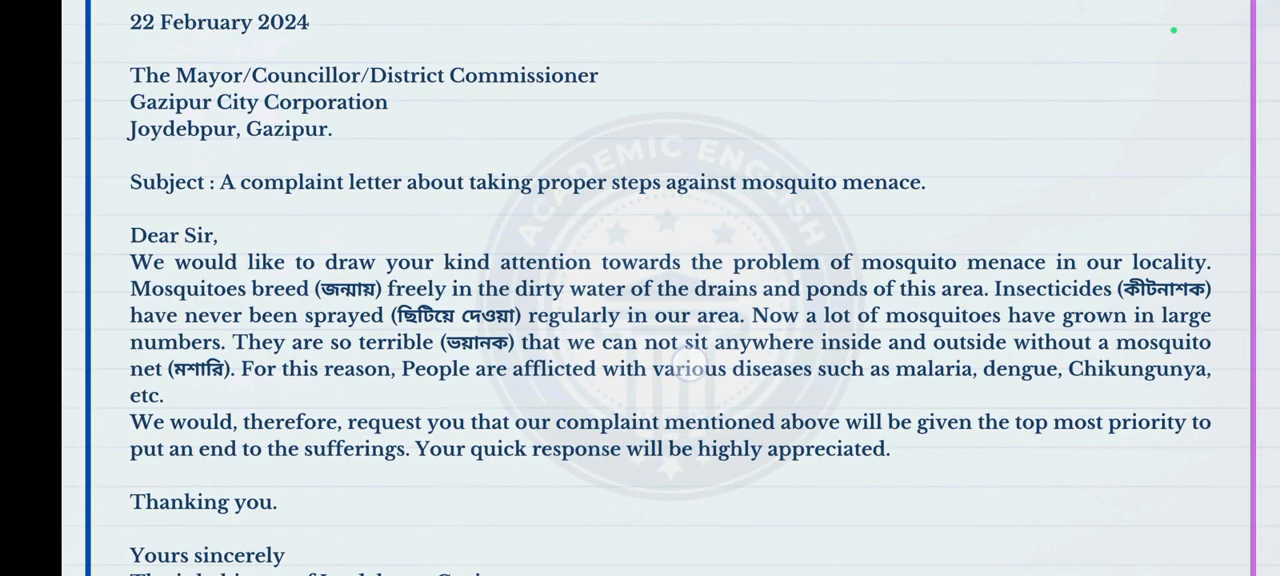 22 February 2024
The Mayor/Councillor/District Commissioner
Gazipur City Corporation
Joydebpur, Gazipur.
Subject : A complaint letter about taking proper steps against mosquito menace.
Dear Sir,
We would like to draw your kind attention towards the problem of mosquito menace in our locality.
Mosquitoes breed (জন্মায়) freely in the dirty water of the drains and ponds of this area. Insecticides (কীটনাশক)
have never been sprayed (ছিটিয়ে দেওয়া) regularly in our area. Now a lot of mosquitoes have grown in large
numbers. They are so terrible (ভয়ানক) that we can not sit anywhere inside and outside without a mosquito
net (মশারি). For this reason, People are afflicted with various diseases such as malaria, dengue, Chikungunya,
etc.
We would, therefore, request you that our complaint mentioned above will be given the top most priority to
put an end to the sufferings. Your quick response will be highly appreciated.
Thanking you.
Yours sincerely
ACADEMIC ENGLISH